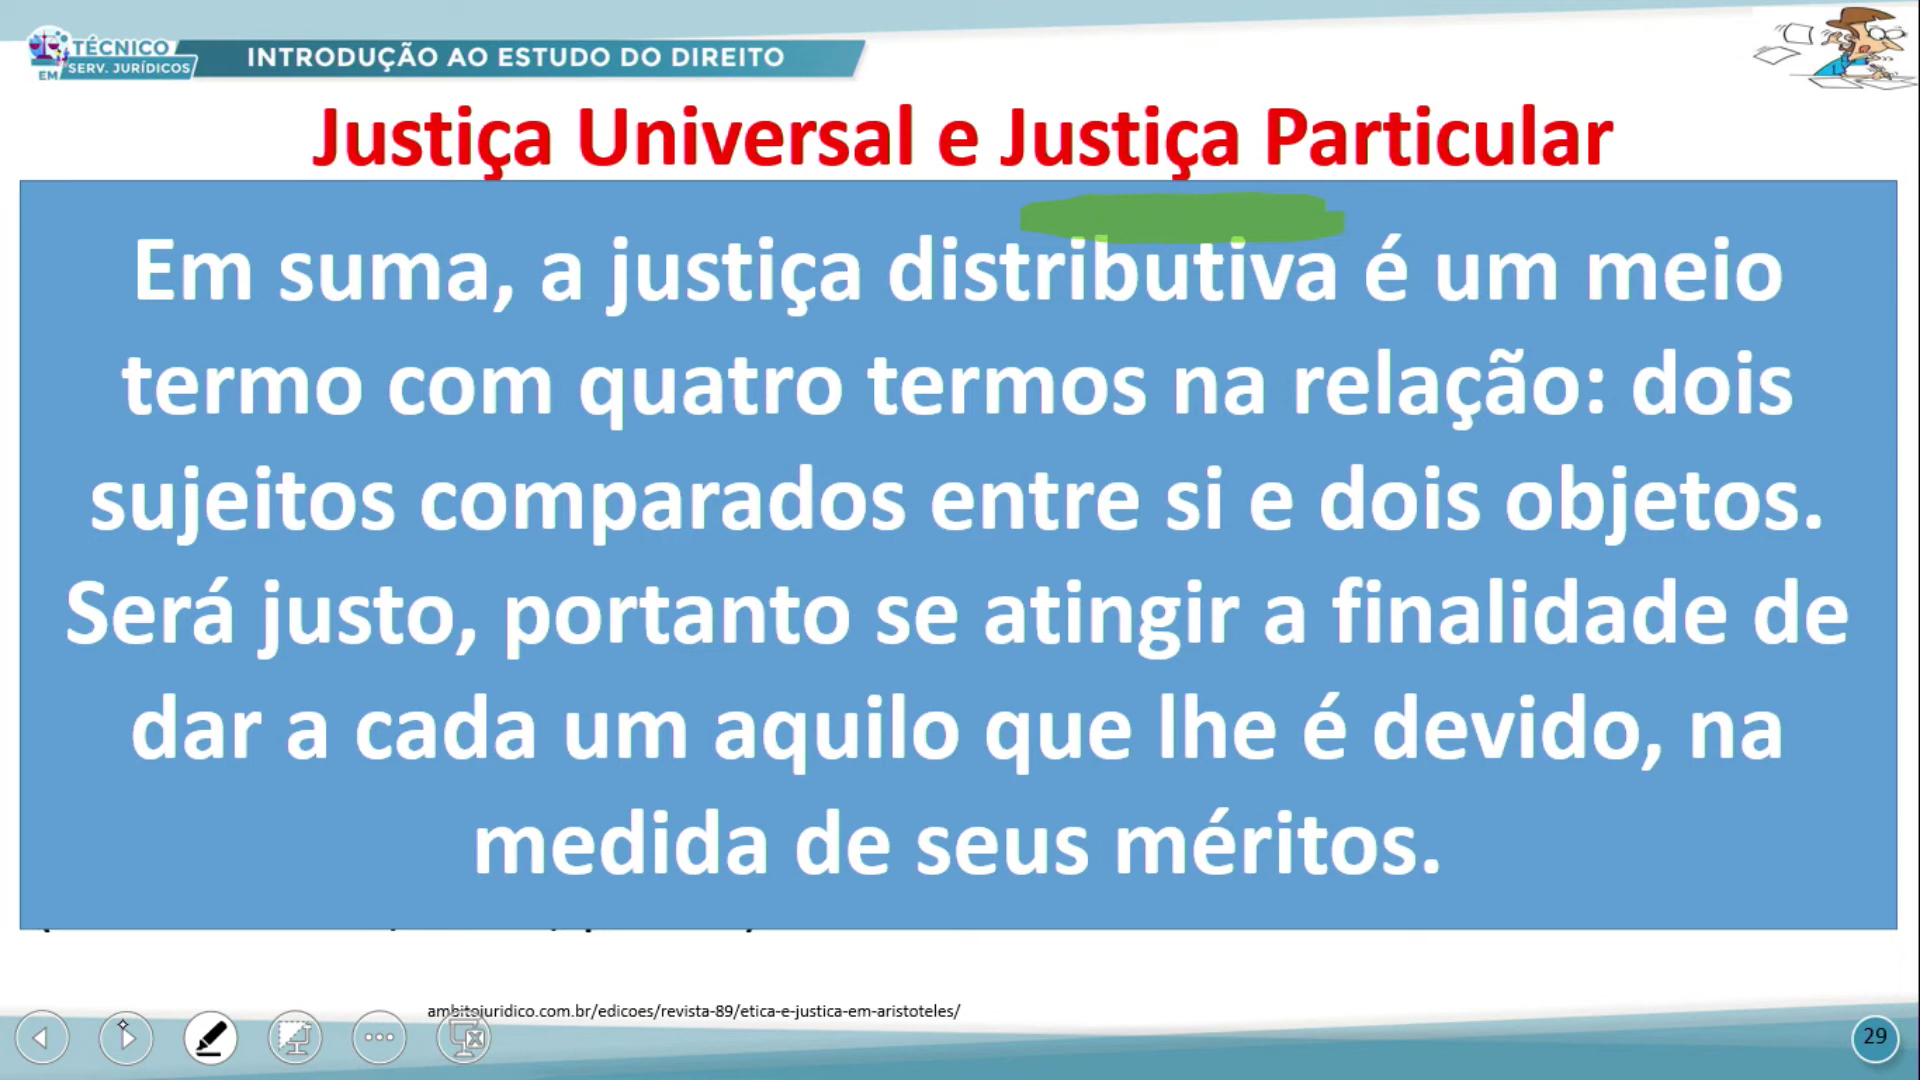 TÉCNICO
EM SERV. JURÍDICOS
INTRODUÇÃO AO ESTUDO DO DIREITO
Justiça Universal e Justiça Particular
Em suma, a justiça distributiva é um meio
termo com quatro termos na relação: dois
sujeitos comparados entre si e dois objetos.
Será justo, portanto se atingir a finalidade de
dar a cada um aquilo que lhe é devido, na
medida de seus méritos.
ambitojuridico.com.br/edicoes/revista-89/etica-e-justica-em-aristoteles/
29